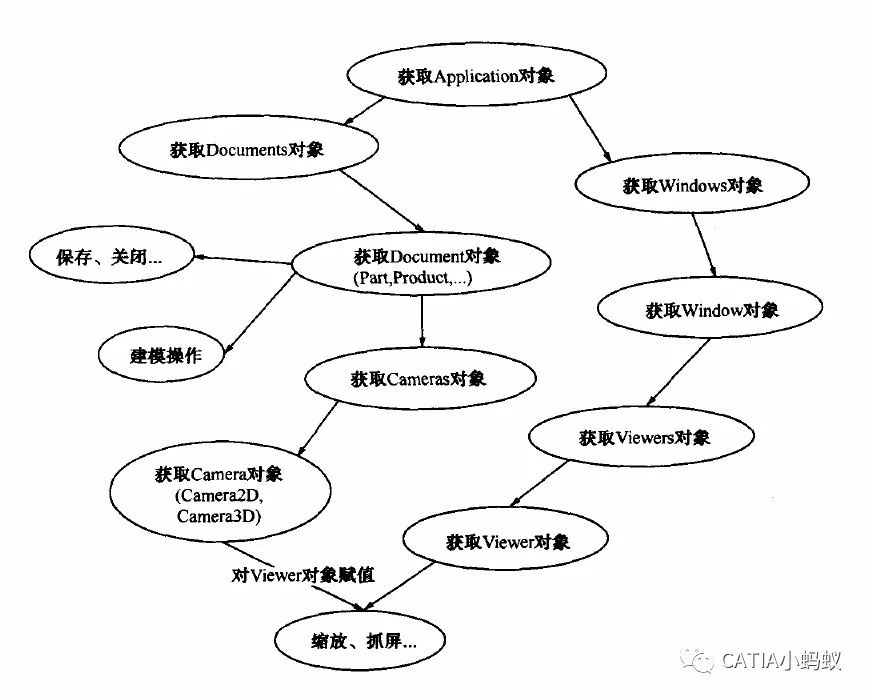 获取Application对象
获取Documents对象
获取Windows对象
保存、关闭...
获取Document对象
(Part,Product,...)
获取Window对象
建模操作
获取Cameras对象
获取Viewers对象
获取Camera对象
(Camera2D,
Camera3D)
获取Viewer对象
对Viewer对象赋值
缩放、抓屏...
CATIA小蚂蚁